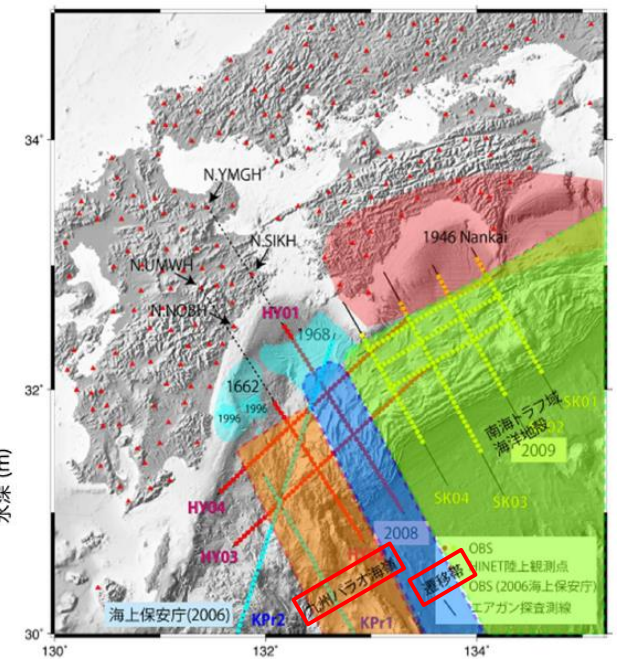 34°
N.YMGH
N.SIKH
1946 Nankai
N.UMWH
N.NOBH
HY01
1968
32°
1662
1996
1996
SK01
02
南海トラフ域
海洋地殻
2009
SK04
SK03
HY04
HY03
2008
OBS
HINET陸上観測点
OBS (2006海上保安庁)
エアガン探査測線
遷移帯
九州パラオ海嶺
海上保安庁(2006)
KPr2
KPr1
30°
130°
132°
134°
水深 (m)